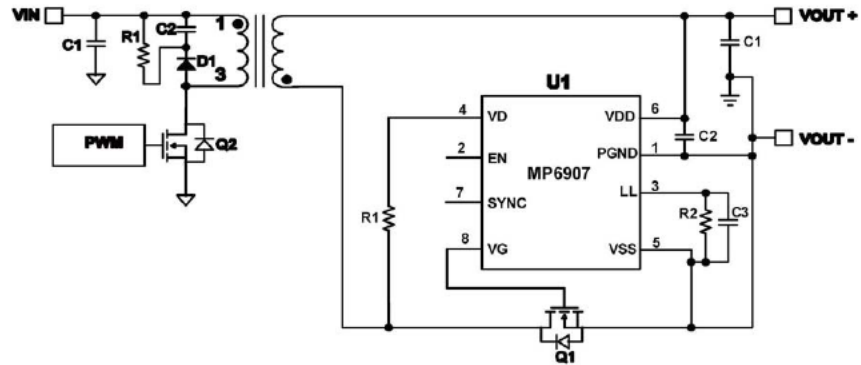 VIN
C1
R1
C2
D1
1
3
PWM
Q2
VOUT +
C1
VOUT -
U1
MP6907
4 VD
2 EN
7 SYNC
8 VG
VDD 6
PGND 1
LL 3
VSS 5
C2
R2
C3
R1
Q1